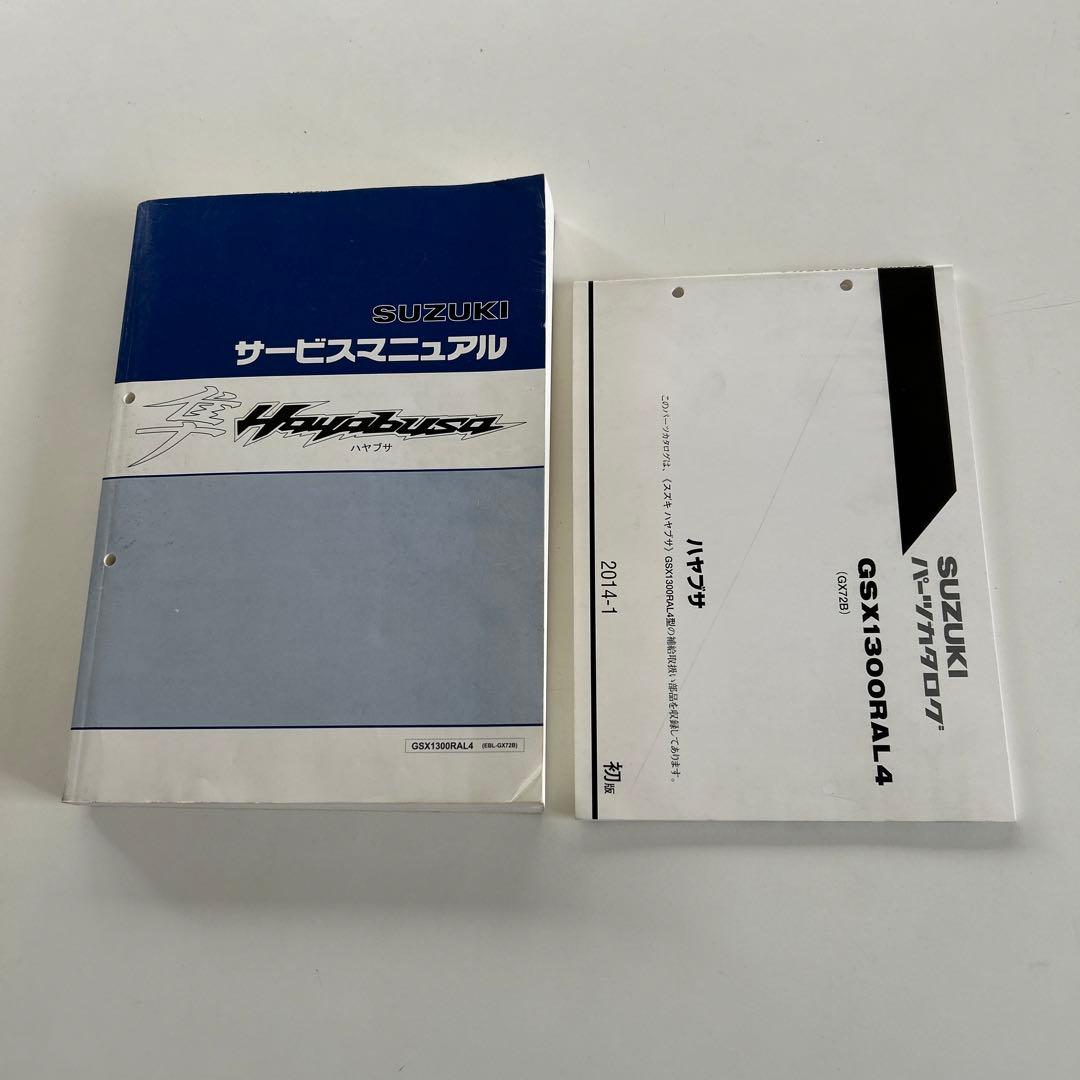 SUZUKI
サービスマニュアル
隼 Hayabusa
ハヤブサ
GSX1300RAL4 (EBL-GX72B)
SUZUKI
パーツカタログ
GSX1300RAL4
(GX72B)
ハヤブサ
このパーツカタログは、(スズキ ハヤブサ) GSX1300RAL4型の補給取扱い部品を収録してあります。
2014-1
初版